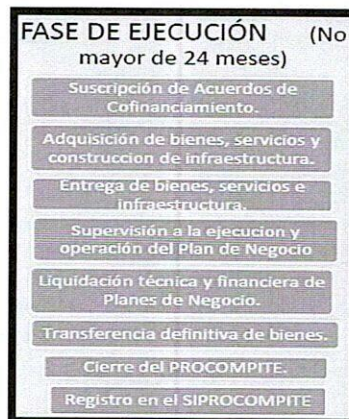 FASE DE EJECUCIÓN (No
mayor de 24 meses)
Suscripción de Acuerdos de
Cofinanciamiento.
Adquisición de bienes, servicios y
construccion de infraestructura.
Entrega de bienes, servicios e
infraestructura.
Supervisión a la ejecucion y
operación del Plan de Negocio
Liquidación técnica y financiera de
Planes de Negocio.
Transferencia definitiva de bienes.
Cierre del PROCOMPITE.
Registro en el SIPROCOMPITE